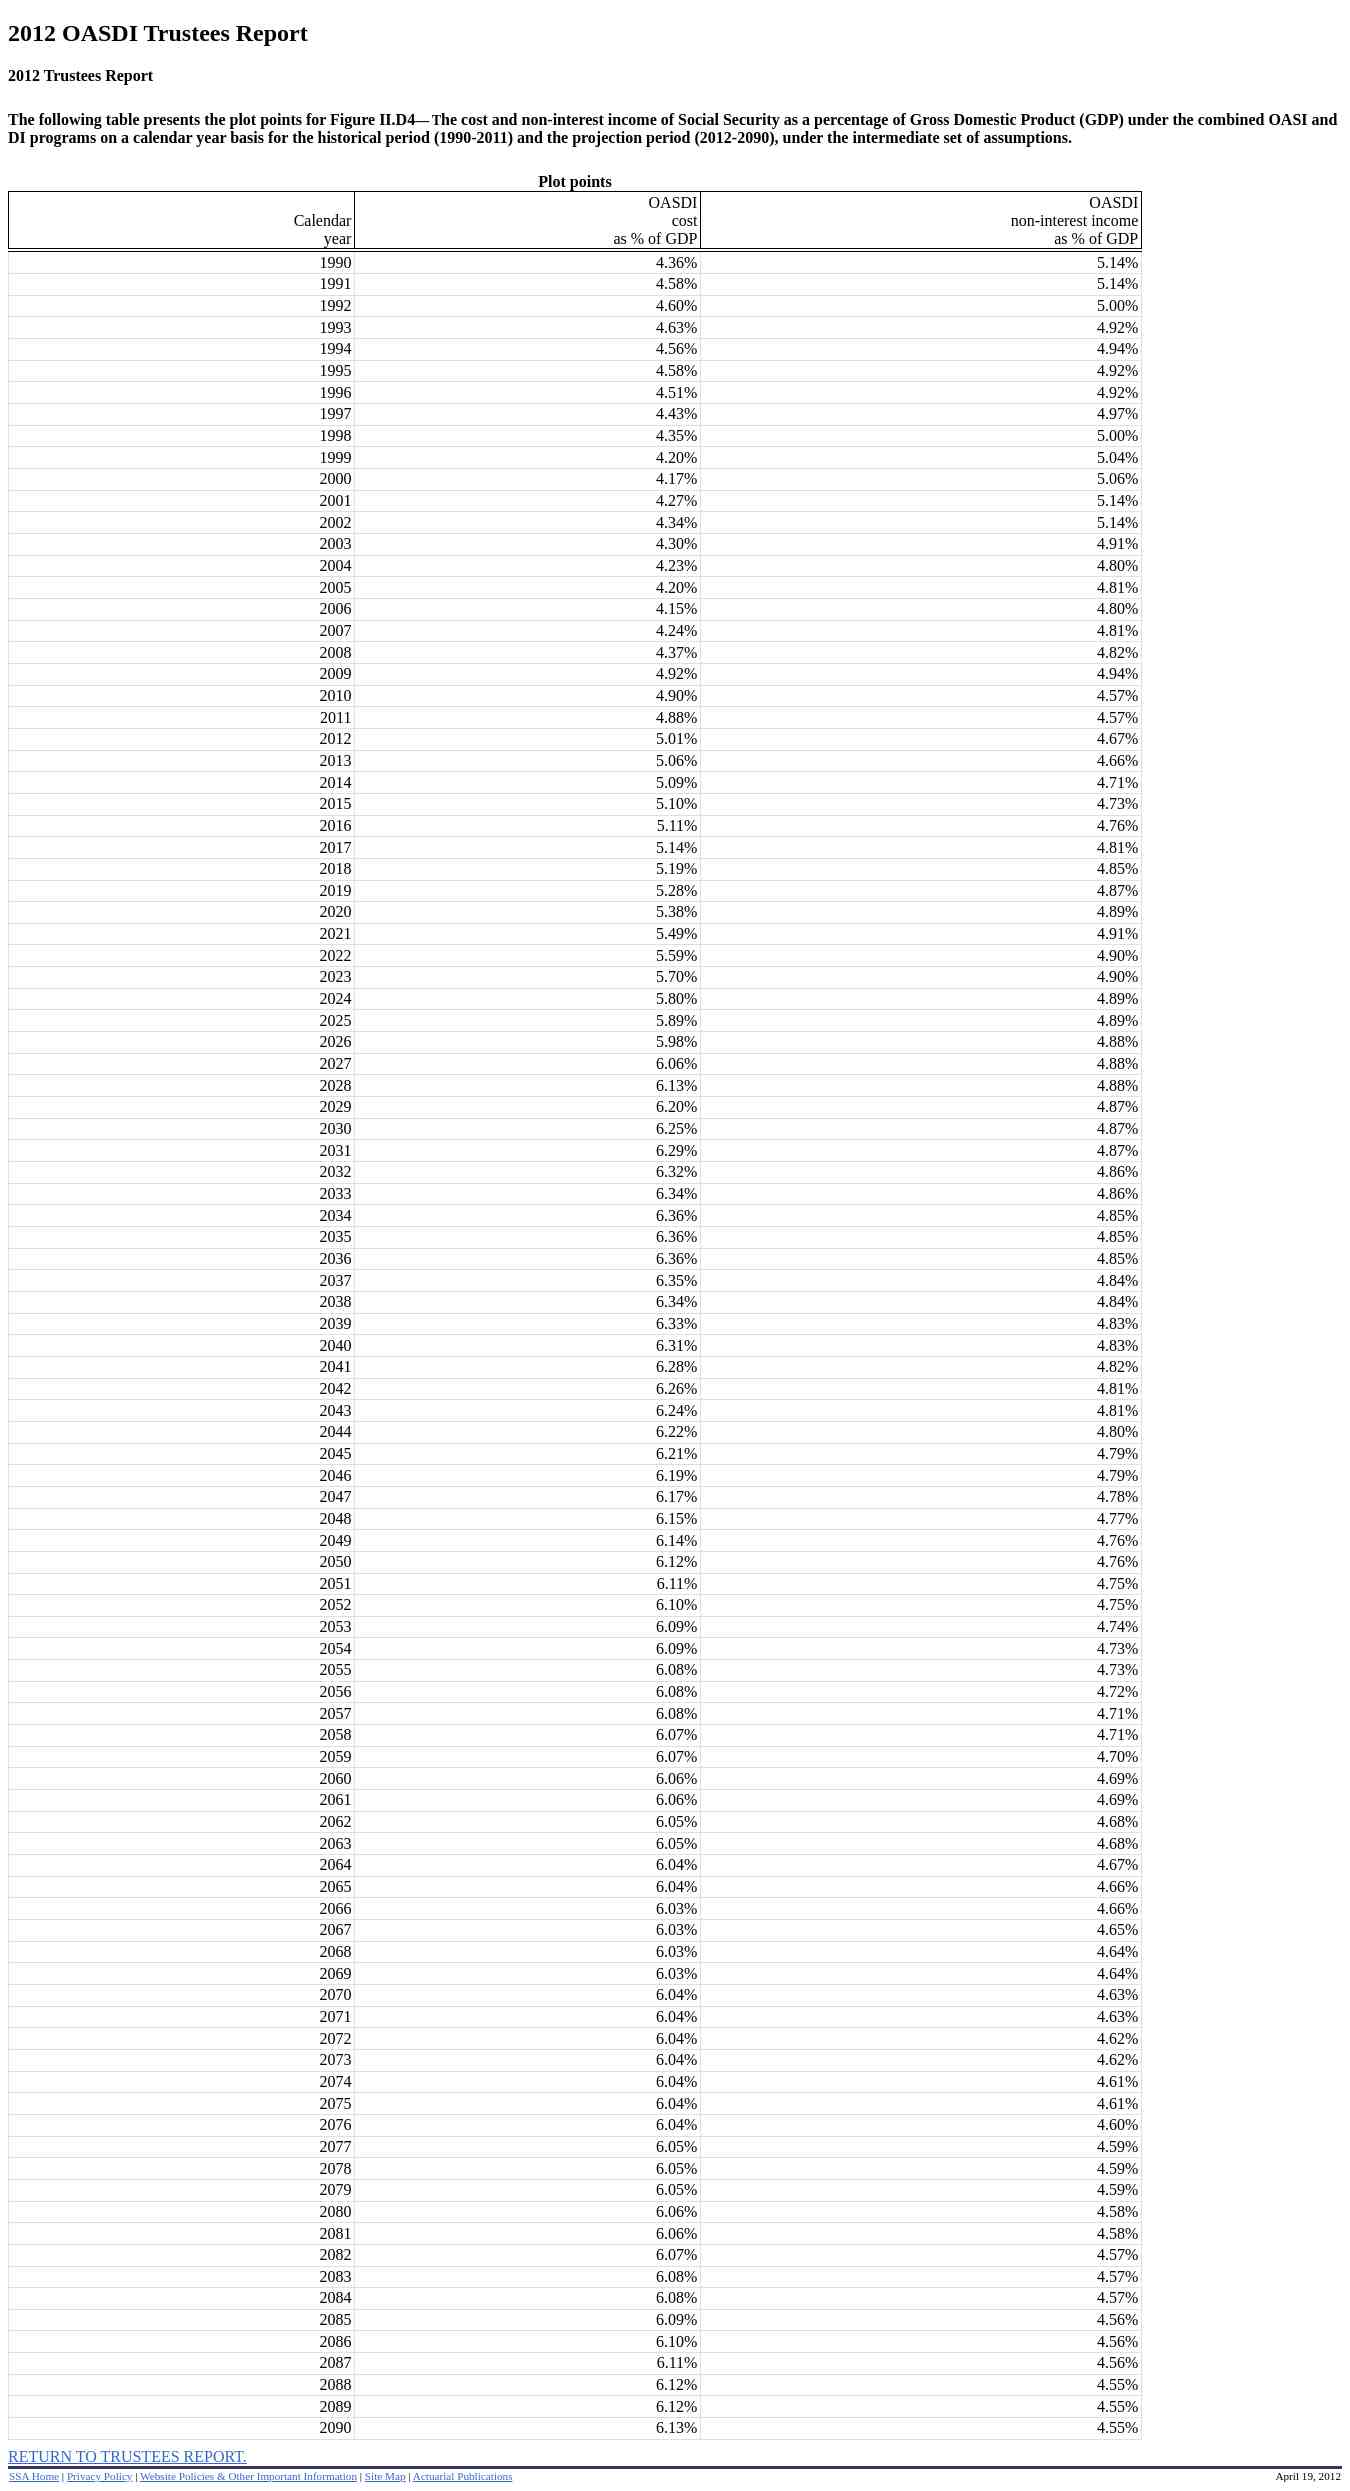 2012 OASDI Trustees Report
2012 Trustees Report
The following table presents the plot points for Figure II.D4— The cost and non-interest income of Social Security as a percentage of Gross Domestic Product (GDP) under the combined OASI and
DI programs on a calendar year basis for the historical period (1990-2011) and the projection period (2012-2090), under the intermediate set of assumptions.
Plot points
Calendar year OASDI cost as % of GDP OASDI non-interest income as % of GDP
1990 4.36% 5.14%
1991 4.58% 5.14%
1992 4.60% 5.00%
1993 4.63% 4.92%
1994 4.56% 4.94%
1995 4.58% 4.92%
1996 4.51% 4.92%
1997 4.43% 4.97%
1998 4.35% 5.00%
1999 4.20% 5.04%
2000 4.17% 5.06%
2001 4.27% 5.14%
2002 4.34% 5.14%
2003 4.30% 4.91%
2004 4.23% 4.80%
2005 4.20% 4.81%
2006 4.15% 4.80%
2007 4.24% 4.81%
2008 4.37% 4.82%
2009 4.92% 4.94%
2010 4.90% 4.57%
2011 4.88% 4.57%
2012 5.01% 4.67%
2013 5.06% 4.66%
2014 5.09% 4.71%
2015 5.10% 4.73%
2016 5.11% 4.76%
2017 5.14% 4.81%
2018 5.19% 4.85%
2019 5.28% 4.87%
2020 5.38% 4.89%
2021 5.49% 4.91%
2022 5.59% 4.90%
2023 5.70% 4.90%
2024 5.80% 4.89%
2025 5.89% 4.89%
2026 5.98% 4.88%
2027 6.06% 4.88%
2028 6.13% 4.88%
2029 6.20% 4.87%
2030 6.25% 4.87%
2031 6.29% 4.87%
2032 6.32% 4.86%
2033 6.34% 4.86%
2034 6.36% 4.85%
2035 6.36% 4.85%
2036 6.36% 4.85%
2037 6.35% 4.84%
2038 6.34% 4.84%
2039 6.33% 4.83%
2040 6.31% 4.83%
2041 6.28% 4.82%
2042 6.26% 4.81%
2043 6.24% 4.81%
2044 6.22% 4.80%
2045 6.21% 4.79%
2046 6.19% 4.79%
2047 6.17% 4.78%
2048 6.15% 4.77%
2049 6.14% 4.76%
2050 6.12% 4.76%
2051 6.11% 4.75%
2052 6.10% 4.75%
2053 6.09% 4.74%
2054 6.09% 4.73%
2055 6.08% 4.73%
2056 6.08% 4.72%
2057 6.08% 4.71%
2058 6.07% 4.71%
2059 6.07% 4.70%
2060 6.06% 4.69%
2061 6.06% 4.69%
2062 6.05% 4.68%
2063 6.05% 4.68%
2064 6.04% 4.67%
2065 6.04% 4.66%
2066 6.03% 4.66%
2067 6.03% 4.65%
2068 6.03% 4.64%
2069 6.03% 4.64%
2070 6.04% 4.63%
2071 6.04% 4.63%
2072 6.04% 4.62%
2073 6.04% 4.62%
2074 6.04% 4.61%
2075 6.04% 4.61%
2076 6.04% 4.60%
2077 6.05% 4.59%
2078 6.05% 4.59%
2079 6.05% 4.59%
2080 6.06% 4.58%
2081 6.06% 4.58%
2082 6.07% 4.57%
2083 6.08% 4.57%
2084 6.08% 4.57%
2085 6.09% 4.56%
2086 6.10% 4.56%
2087 6.11% 4.56%
2088 6.12% 4.55%
2089 6.12% 4.55%
2090 6.13% 4.55%
RETURN TO TRUSTEES REPORT.
SSA Home | Privacy Policy | Website Policies & Other Important Information | Site Map | Actuarial Publications April 19, 2012